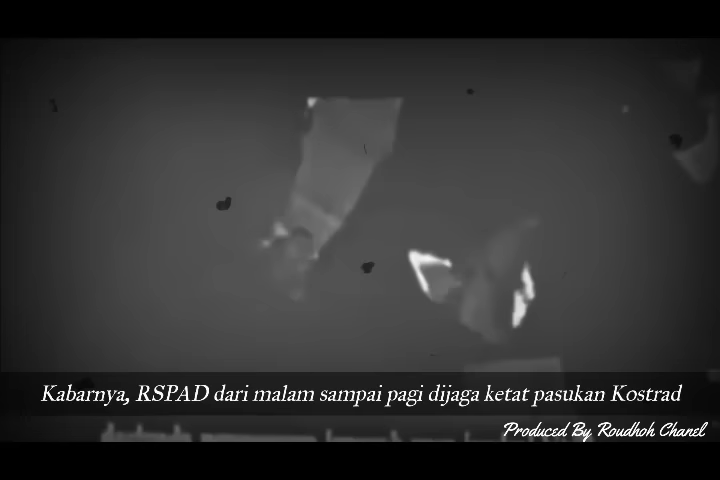 Kabarnya, RSPAD dari malam sampai pagi dijaga ketat pasukan Kostrad
Produced By Roudhoh Chanel